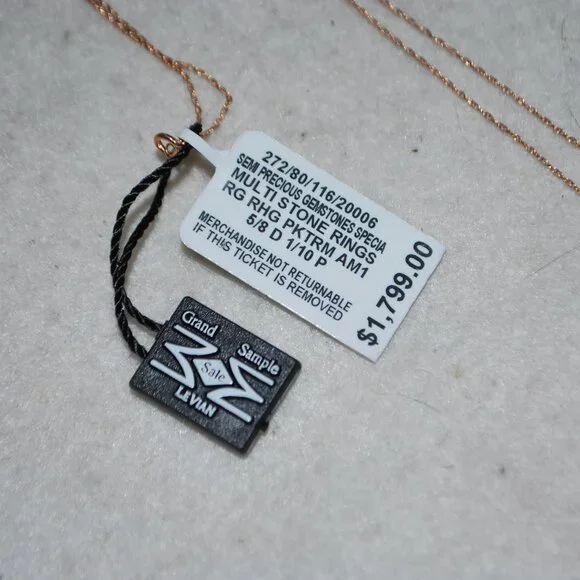 272/80/116/20006
SEMI PRECIOUS GEMSTONES SPECIA
MULTI STONE RINGS
RG RHG PKTRM AM1
5/8 D 1/10 P
MERCHANDISE NOT RETURNABLE
IF THIS TICKET IS REMOVED
$1,799.00
Grand
Sample
Sale
LEVIAN